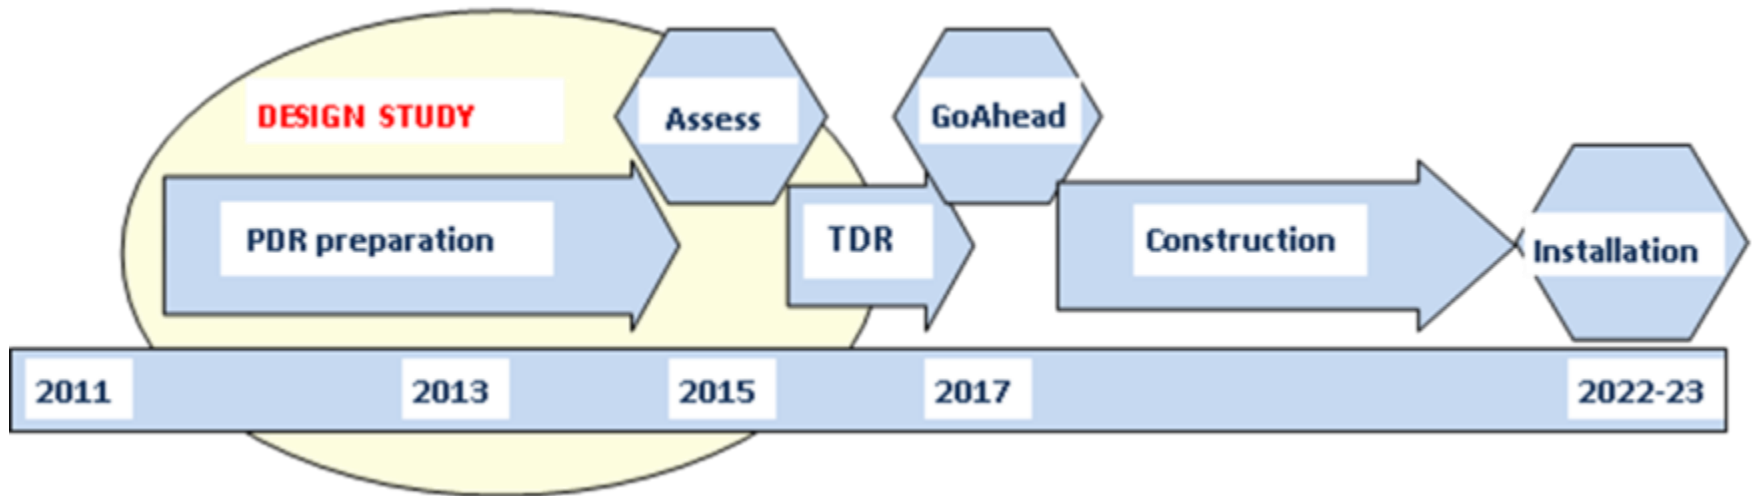 DESIGN STUDY
Assess
GoAhead
PDR preparation
TDR
Construction
Installation
2011
2013
2015
2017
2022-23